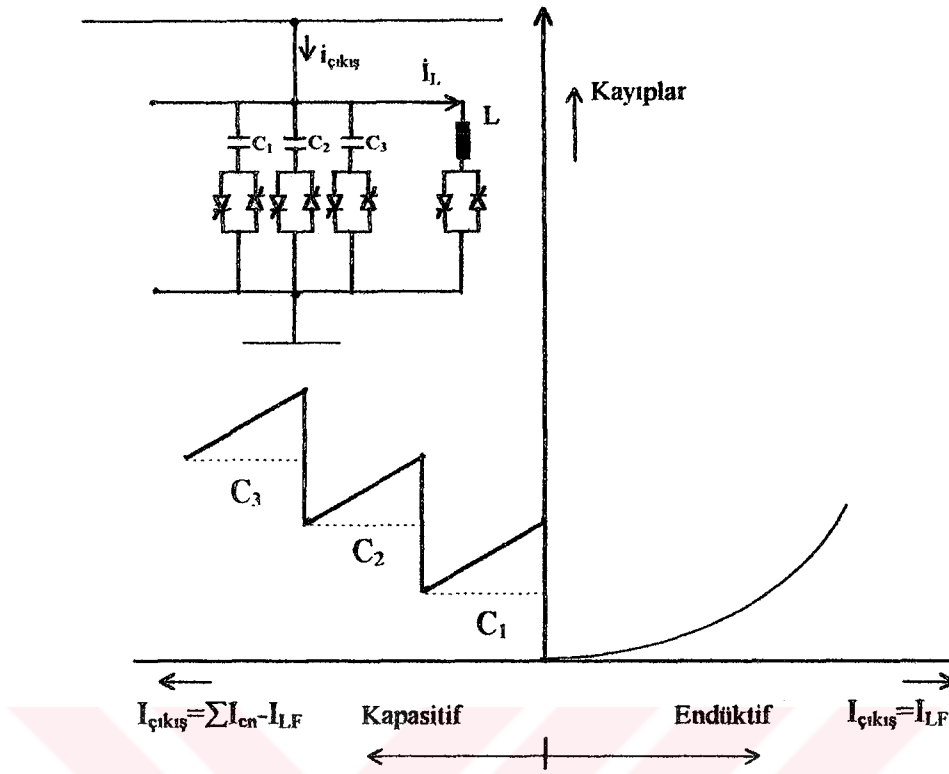 i_çıkış
i_L
L
Kayıplar
C₁
C₂
C₃
C₃
C₂
C₁
I_çıkış=∑I_cn-I_LF
Kapasitif
Endüktif
I_çıkış=I_LF